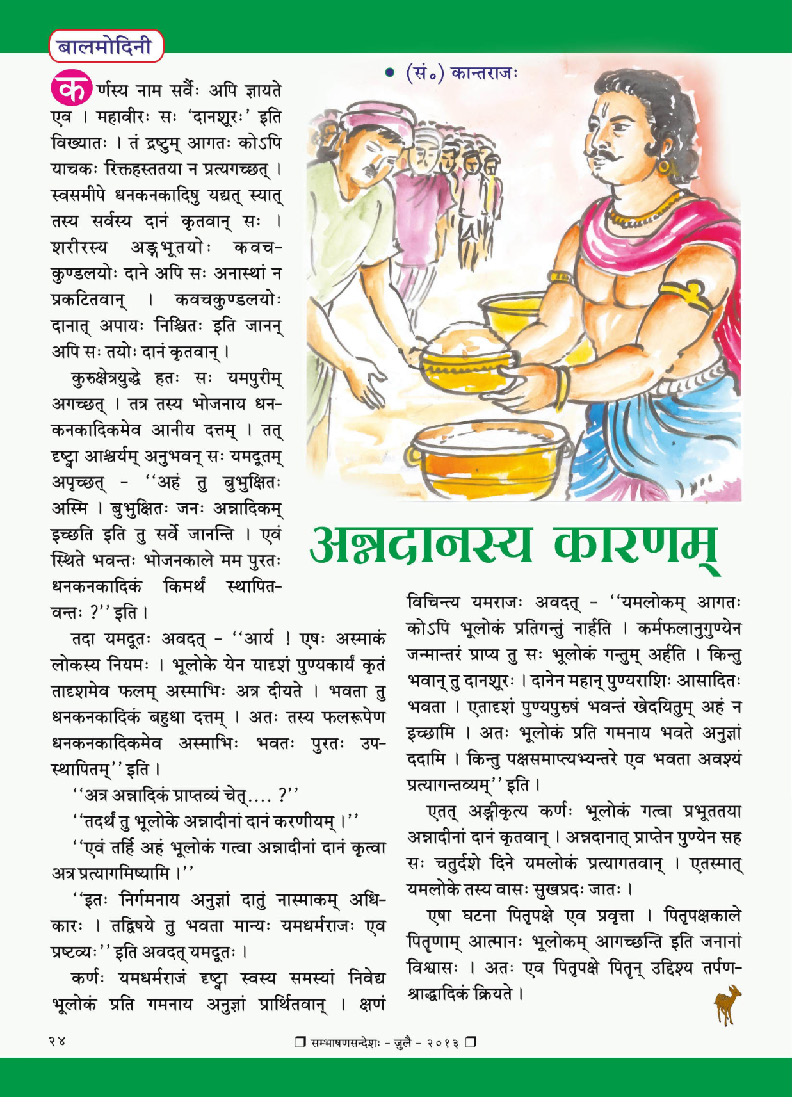 बालमोदिनी
• (सं॰) कान्तराजः
कर्णस्य नाम सर्वैः अपि ज्ञायते
एव । महावीरः सः ‘दानशूरः’ इति
विख्यातः । तं द्रष्टुम् आगतः कोऽपि
याचकः रिक्तहस्ततया न प्रत्यगच्छत् ।
स्वसमीपे धनकनकादिषु यद्यत् स्यात्
तस्य सर्वस्य दानं कृतवान् सः ।
शरीरस्य अङ्गभूतयोः कवच-
कुण्डलयोः दाने अपि सः अनास्थां न
प्रकटितवान् । कवचकुण्डलयोः
दानात् अपायः निश्चितः इति जानन्
अपि सः तयोः दानं कृतवान् ।
कुरुक्षेत्रयुद्धे हतः सः यमपुरीम्
अगच्छत् । तत्र तस्य भोजनाय धन-
कनकादिकमेव आनीय दत्तम् । तत्
दृष्ट्वा आश्चर्यम् अनुभवन् सः यमदूतम्
अपृच्छत् - ‘‘अहं तु बुभुक्षितः
अस्मि । बुभुक्षितः जनः अन्नादिकम्
इच्छति इति तु सर्वे जानन्ति । एवं
स्थिते भवन्तः भोजनकाले मम पुरतः
धनकनकादिकं किमर्थं स्थापित-
वन्तः ?’’ इति ।
तदा यमदूतः अवदत् - ‘‘आर्य ! एषः अस्माकं
लोकस्य नियमः । भूलोके येन यादृशं पुण्यकार्यं कृतं
तादृशमेव फलम् अस्माभिः अत्र दीयते । भवता तु
धनकनकादिकं बहुधा दत्तम् । अतः तस्य फलरूपेण
धनकनकादिकमेव अस्माभिः भवतः पुरतः उप-
स्थापितम्’’ इति ।
‘‘अत्र अन्नादिकं प्राप्तव्यं चेत्.... ?’’
‘‘तदर्थं तु भूलोके अन्नादीनां दानं करणीयम् ।’’
‘‘एवं तर्हि अहं भूलोकं गत्वा अन्नादीनां दानं कृत्वा
अत्र प्रत्यागमिष्यामि ।’’
‘‘इतः निर्गमनाय अनुज्ञां दातुं नास्माकम् अधि-
कारः । तद्विषये तु भवता मान्यः यमधर्मराजः एव
प्रष्टव्यः’’ इति अवदत् यमदूतः ।
कर्णः यमधर्मराजं दृष्ट्वा स्वस्य समस्यां निवेद्य
भूलोकं प्रति गमनाय अनुज्ञां प्रार्थितवान् । क्षणं
अन्नदानस्य कारणम्
विचिन्त्य यमराजः अवदत् - ‘‘यमलोकम् आगतः
कोऽपि भूलोकं प्रतिगन्तुं नार्हति । कर्मफलानुगुण्येन
जन्मान्तरं प्राप्य तु सः भूलोकं गन्तुम् अर्हति । किन्तु
भवान् तु दानशूरः । दानेन महान् पुण्यराशिः आसादितः
भवता । एतादृशं पुण्यपुरुषं भवन्तं खेदयितुम् अहं न
इच्छामि । अतः भूलोकं प्रति गमनाय भवते अनुज्ञां
ददामि । किन्तु पक्षसमाप्त्यभ्यन्तरे एव भवता अवश्यं
प्रत्यागन्तव्यम्’’ इति ।
एतत् अङ्गीकृत्य कर्णः भूलोकं गत्वा प्रभूततया
अन्नादीनां दानं कृतवान् । अन्नदानात् प्राप्तेन पुण्येन सह
सः चतुर्दशे दिने यमलोकं प्रत्यागतवान् । एतस्मात्
यमलोके तस्य वासः सुखप्रदः जातः ।
एषा घटना पितृपक्षे एव प्रवृत्ता । पितृपक्षकाले
पितॄणाम् आत्मानः भूलोकम् आगच्छन्ति इति जनानां
विश्वासः । अतः एव पितृपक्षे पितॄन् उद्दिश्य तर्पण-
श्राद्धादिकं क्रियते ।
२४
❐ सम्भाषणसन्देशः - जुलै - २०१३ ❐